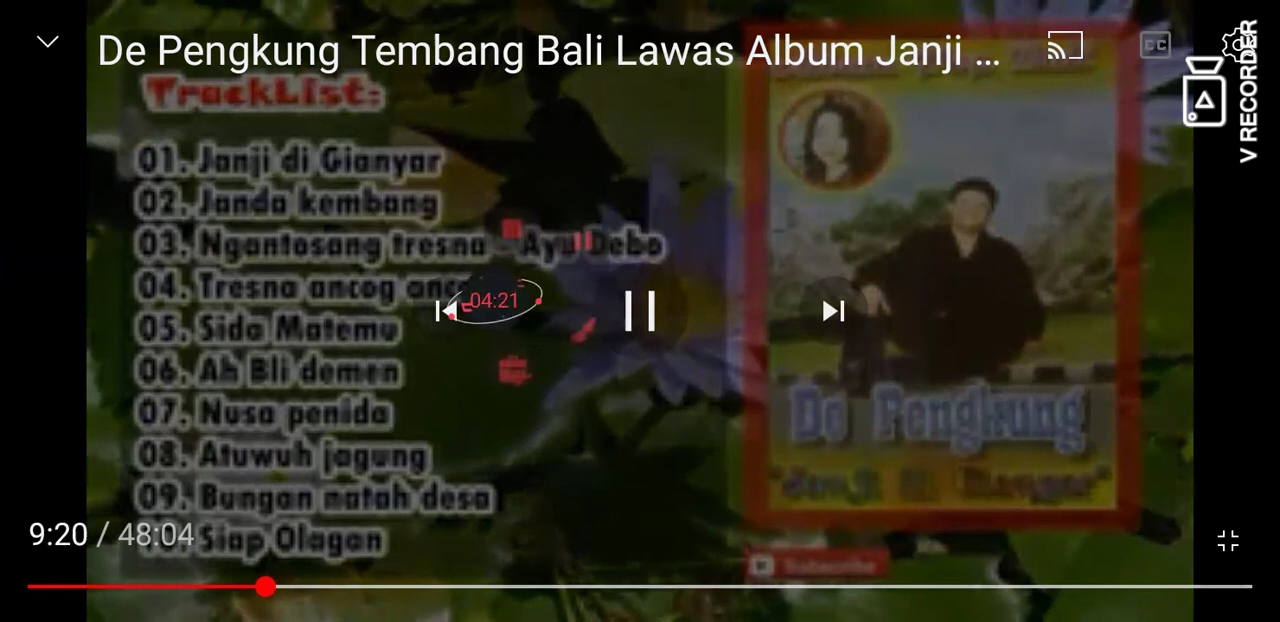 De Pengkung Tembang Bali Lawas Album Janji ...
CC
V RECORDER
TrackList:
01. Janji di Gianyar
02. Janda kembang
03. Ngantosang tresna - Ayu Debo
04. Tresna ancog anc
05. Sida Matemu
06. Ah Bli demen
07. Nusa penida
08. Atuwuh jagung
09. Bungan natah desa
Siap Olagan
04:21
De Pengkung
Subscribe
9:20 / 48:04